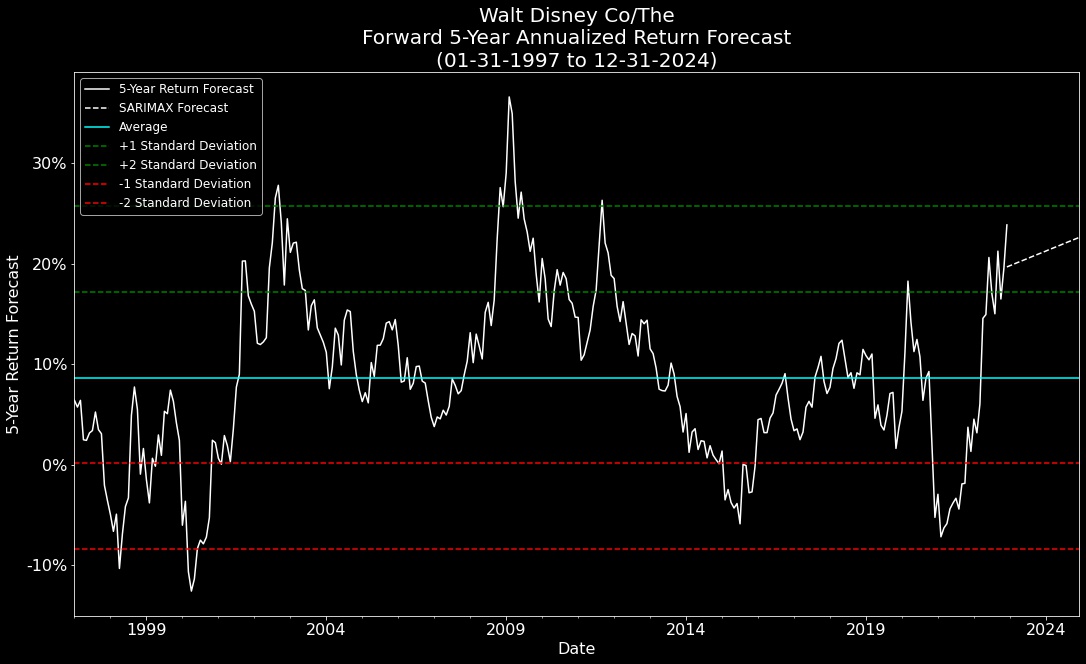 Walt Disney Co/The
Forward 5-Year Annualized Return Forecast
(01-31-1997 to 12-31-2024)
5-Year Return Forecast
SARIMAX Forecast
Average
+1 Standard Deviation
+2 Standard Deviation
-1 Standard Deviation
-2 Standard Deviation
5-Year Return Forecast
30%
20%
10%
0%
-10%
1999 2004 2009 2014 2019 2024
Date